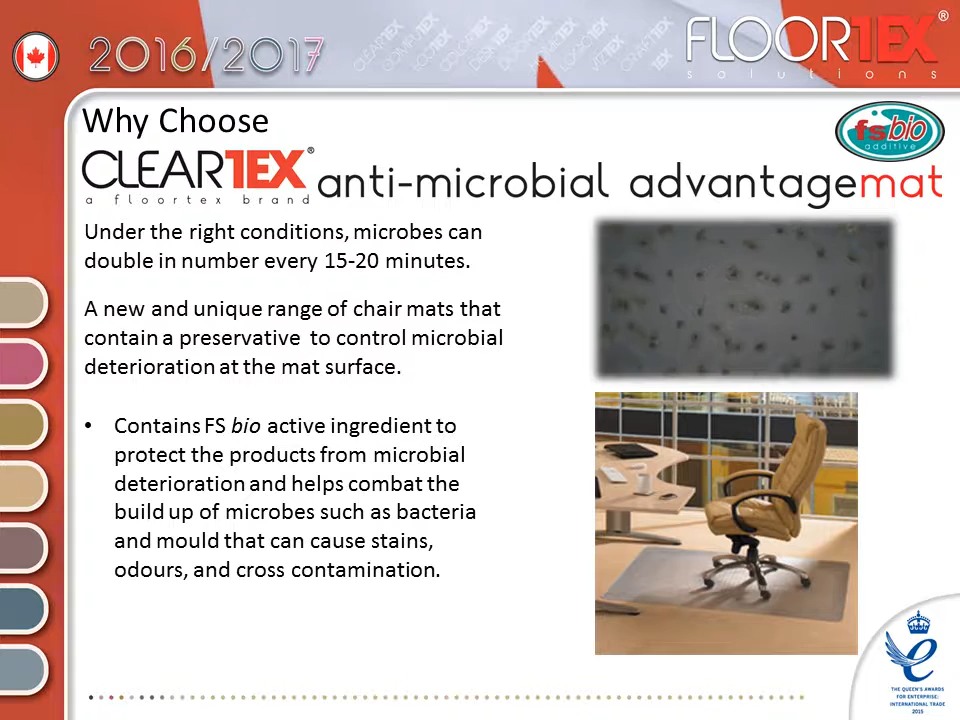 2016/2017
FLOORTEX®
solutions
Why Choose
fsbio
additive
CLEARTEX® anti-microbial advantagemat
a floortex brand
Under the right conditions, microbes can
double in number every 15-20 minutes.
A new and unique range of chair mats that
contain a preservative to control microbial
deterioration at the mat surface.
• Contains FS bio active ingredient to
protect the products from microbial
deterioration and helps combat the
build up of microbes such as bacteria
and mould that can cause stains,
odours, and cross contamination.
THE QUEEN'S AWARDS
FOR ENTERPRISE:
INTERNATIONAL TRADE
2015